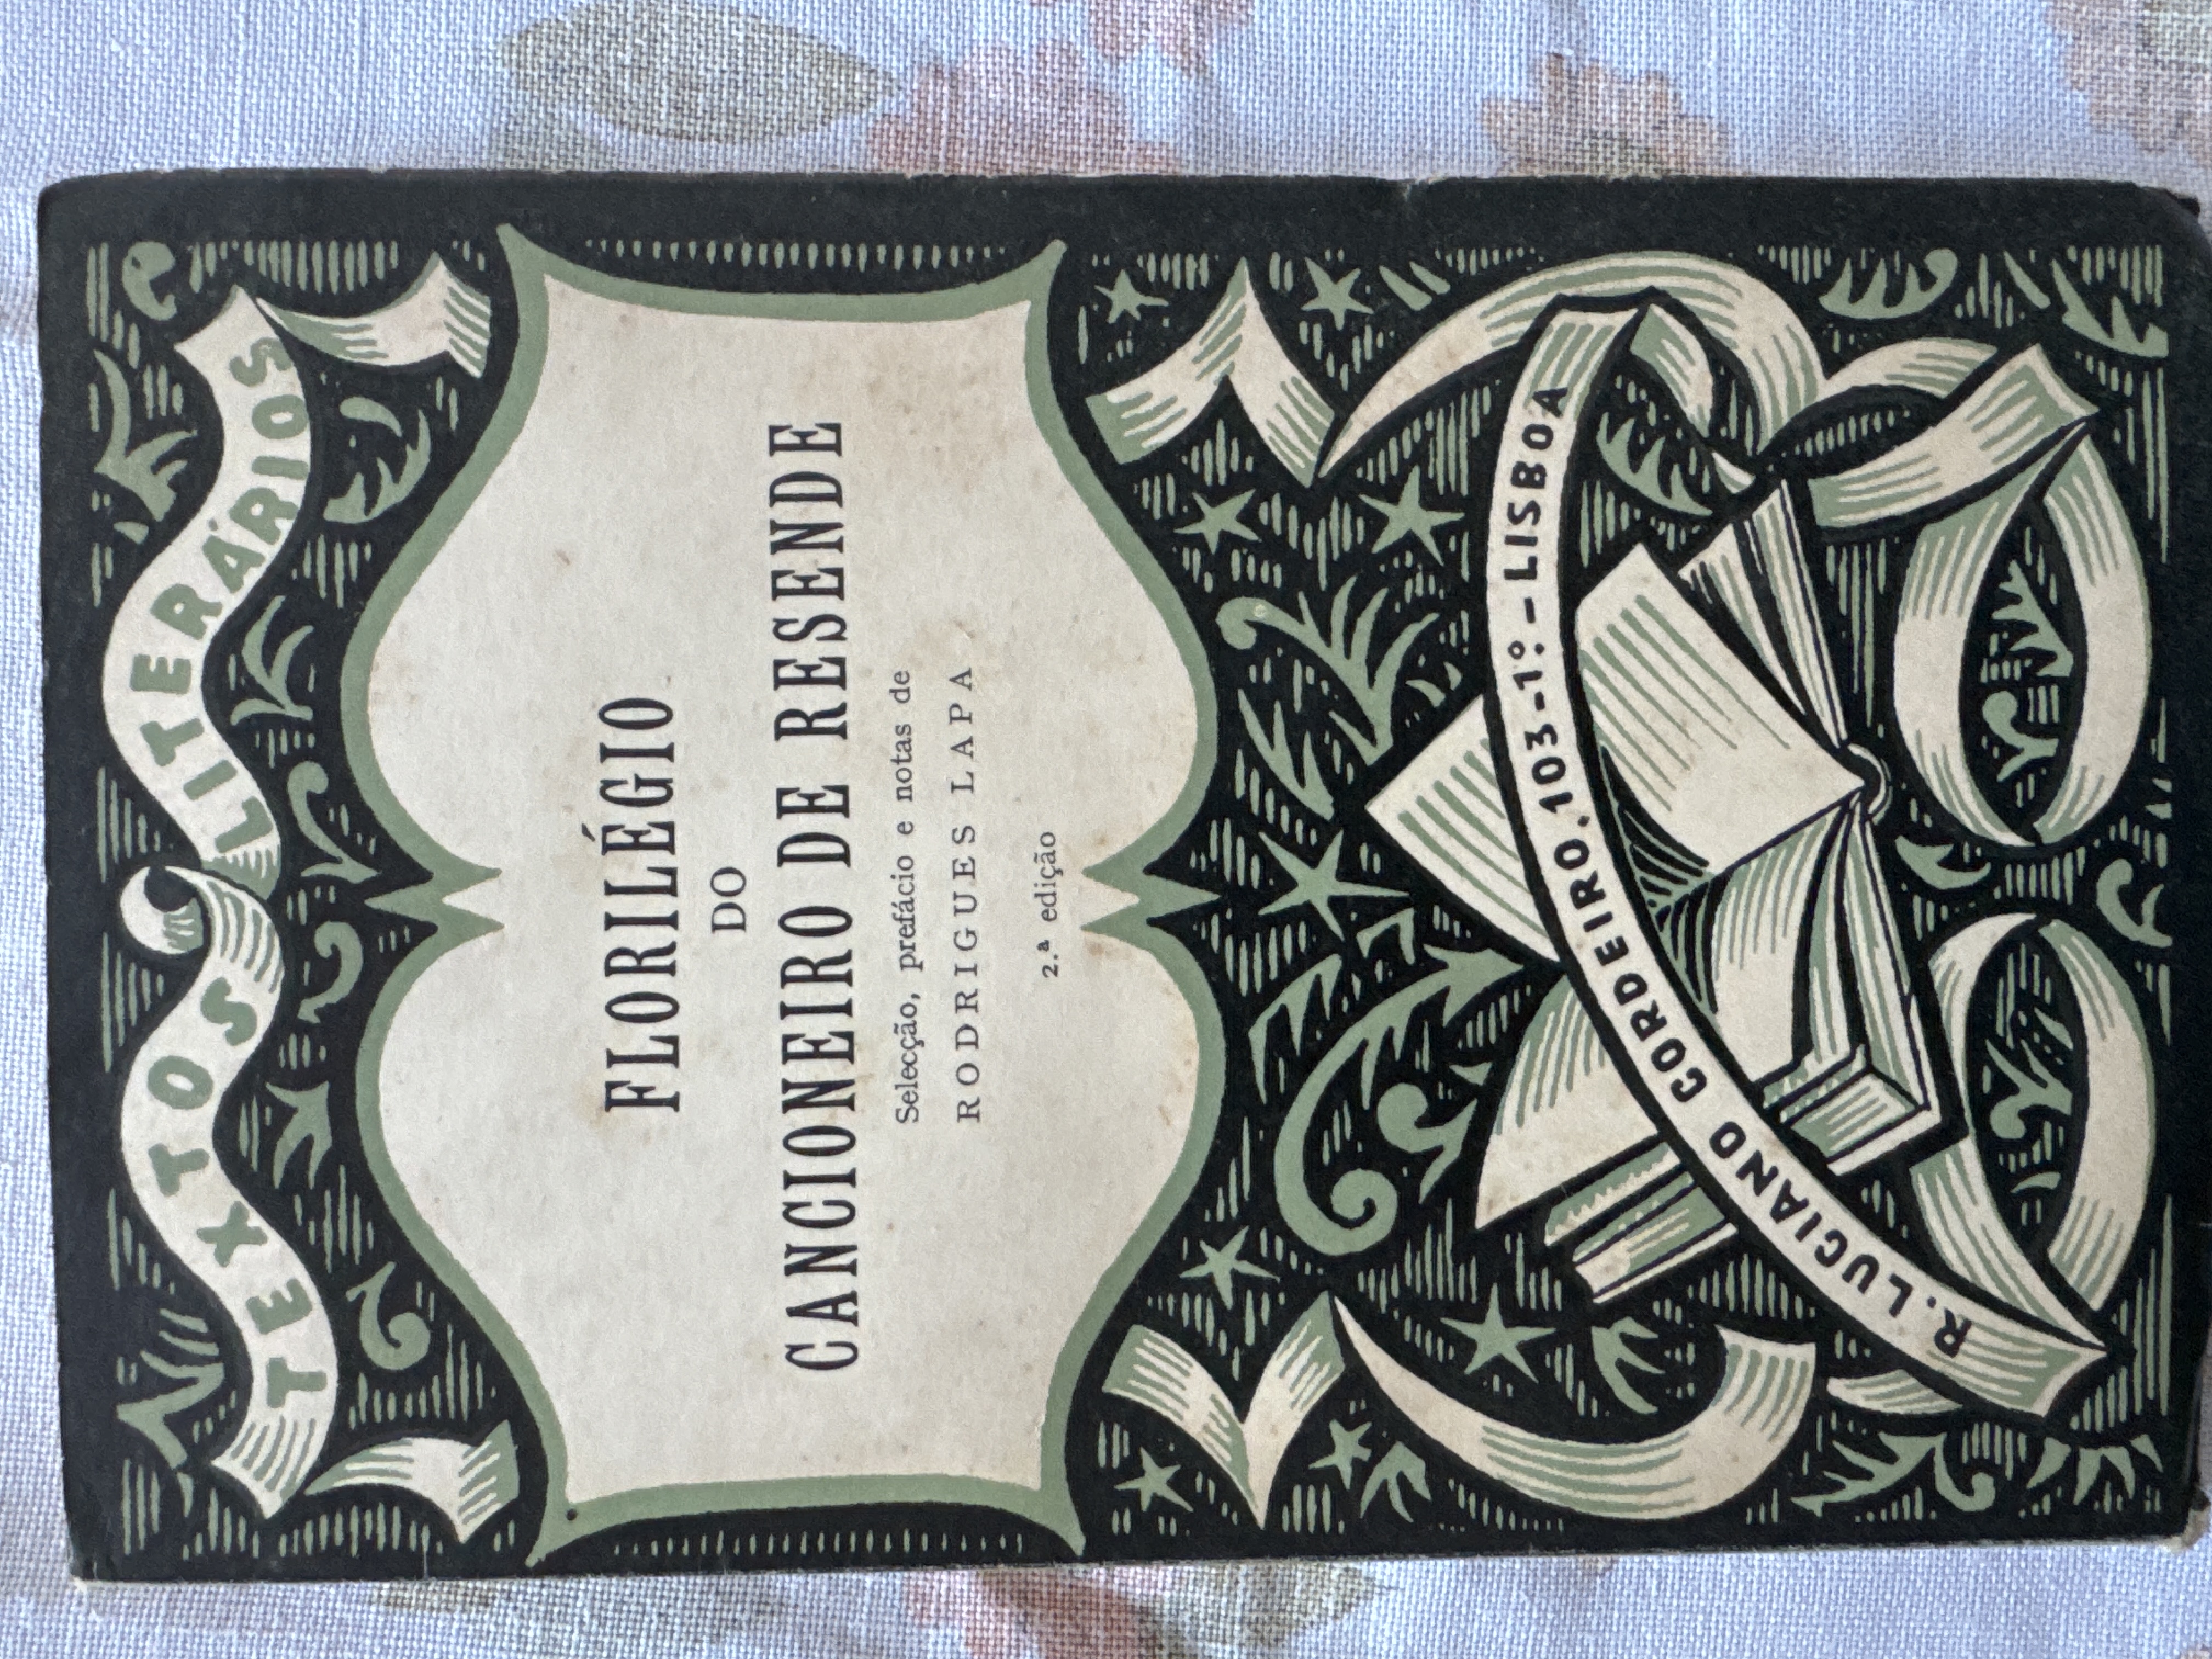 TEXTOS LITERÁRIOS
FLORILÉGIO
DO
CANCIONEIRO DE RESENDE
Selecção, prefácio e notas de
RODRIGUES LAPA
2.ª edição
R. LUCIANO CORDEIRO. 103-1º-LISBOA